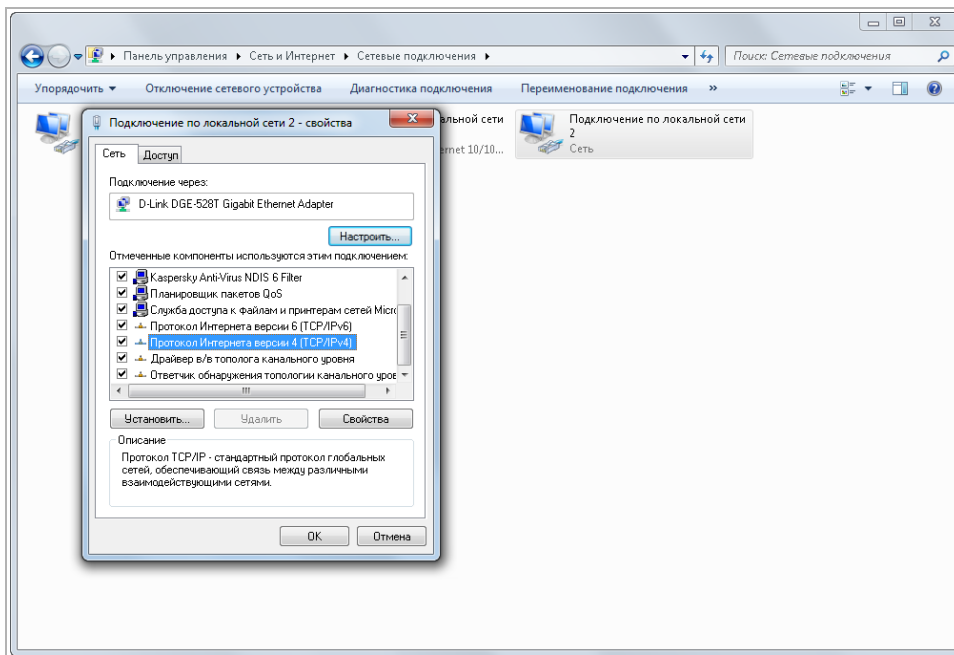 Панель управления ▸ Сеть и Интернет ▸ Сетевые подключения ▸
Поиск: Сетевые подключения
Упорядочить
Отключение сетевого устройства
Диагностика подключения
Переименование подключения
»
альной сети
ernet 10/10...
Подключение по локальной сети
2
Сеть
Подключение по локальной сети 2 - свойства
Сеть
Доступ
Подключение через:
D-Link DGE-528T Gigabit Ethernet Adapter
Настроить...
Отмеченные компоненты используются этим подключением:
Kaspersky Anti-Virus NDIS 6 Filter
Планировщик пакетов QoS
Служба доступа к файлам и принтерам сетей Micro
Протокол Интернета версии 6 (TCP/IPv6)
Протокол Интернета версии 4 (TCP/IPv4)
Драйвер в/в тополога канального уровня
Ответчик обнаружения топологии канального уров
Установить...
Удалить
Свойства
Описание
Протокол TCP/IP - стандартный протокол глобальных
сетей, обеспечивающий связь между различными
взаимодействующими сетями.
OK
Отмена